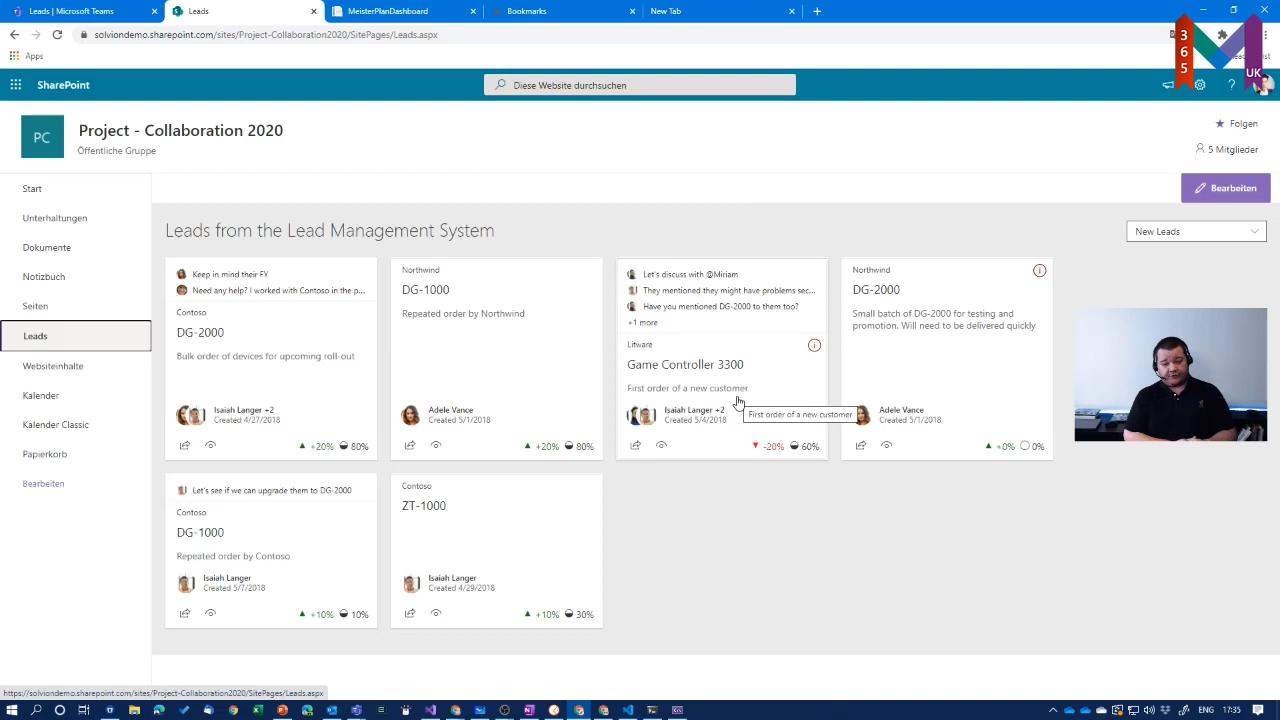 Leads | Microsoft Teams
Leads
MeisterPlanDashboard
Bookmarks
New Tab
solviondemo.sharepoint.com/sites/Project-Collaboration2020/SitePages/Leads.aspx
Apps
365
UK
SharePoint
Diese Website durchsuchen
PC
Project - Collaboration 2020
Öffentliche Gruppe
Folgen
5 Mitglieder
Bearbeiten
Start
Unterhaltungen
Dokumente
Notizbuch
Seiten
Leads
Websiteinhalte
Kalender
Kalender Classic
Papierkorb
Bearbeiten
Leads from the Lead Management System
New Leads
Keep in mind their FY
Need any help? I worked with Contoso in the p...
Contoso
DG-2000
Bulk order of devices for upcoming roll-out
Isaiah Langer +2
Created 4/27/2018
+20% 80%
Northwind
DG-1000
Repeated order by Northwind
Adele Vance
Created 5/1/2018
+20% 80%
Let's discuss with @Miriam
They mentioned they might have problems sec...
Have you mentioned DG-2000 to them too?
+1 more
Litware
Game Controller 3300
First order of a new customer
Isaiah Langer +2
Created 5/4/2018
-20% 60%
First order of a new customer
Northwind
DG-2000
Small batch of DG-2000 for testing and
promotion. Will need to be delivered quickly
Adele Vance
Created 5/1/2018
+0% 0%
Let's see if we can upgrade them to DG-2000
Contoso
DG-1000
Repeated order by Contoso
Isaiah Langer
Created 5/7/2018
+10% 10%
Contoso
ZT-1000
Isaiah Langer
Created 4/29/2018
+10% 30%
https://solviondemo.sharepoint.com/sites/Project-Collaboration2020/SitePages/Leads.aspx
17:35